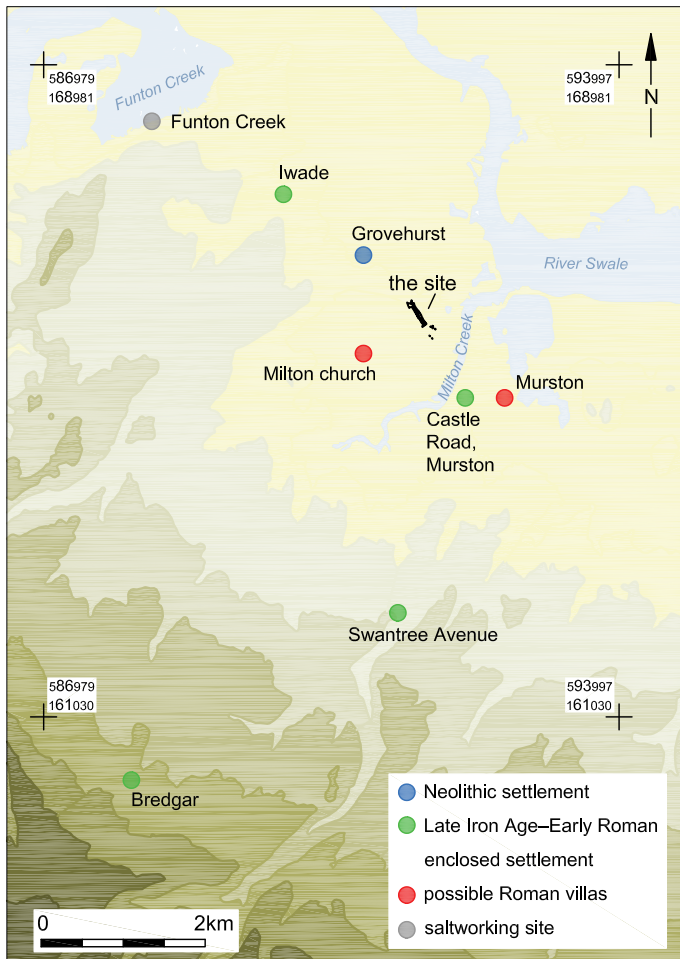 586979
168981
593997
168981
N
Funton Creek
Funton Creek
Iwade
Grovehurst
the site
River Swale
Milton Creek
Milton church
Murston
Castle
Road,
Murston
Swantree Avenue
586979
161030
593997
161030
Bredgar
Neolithic settlement
Late Iron Age–Early Roman
enclosed settlement
possible Roman villas
saltworking site
0 2km